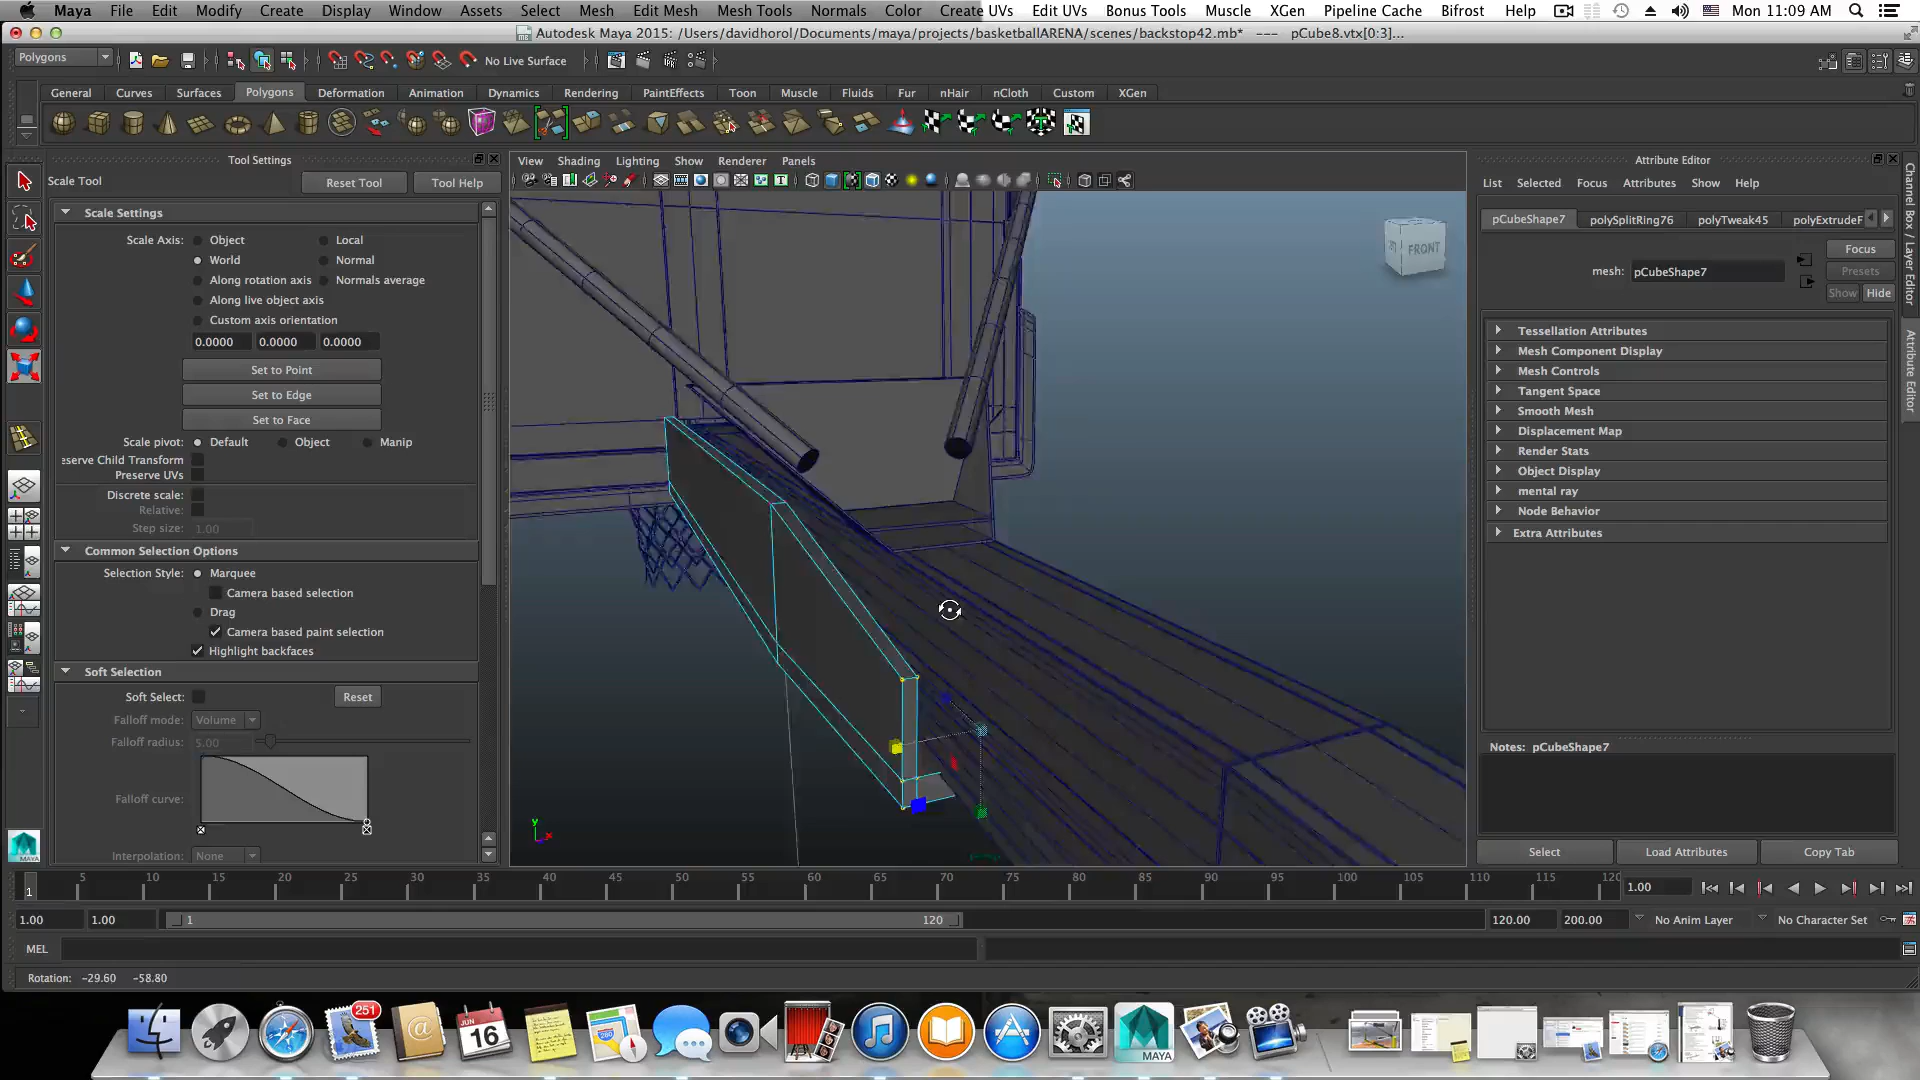 Maya File Edit Modify Create Display Window Assets Select Mesh Edit Mesh Mesh Tools Normals Color Create UVs Edit UVs Bonus Tools Muscle XGen Pipeline Cache Bifrost Help Mon 11:09 AM
Autodesk Maya 2015: /Users/davidhorol/Documents/maya/projects/basketballARENA/scenes/backstop42.mb* --- pCube8.vtx[0:3]...
Polygons No Live Surface
General Curves Surfaces Polygons Deformation Animation Dynamics Rendering PaintEffects Toon Muscle Fluids Fur nHair nCloth Custom XGen
Tool Settings
Scale Tool Reset Tool Tool Help
Scale Settings
Scale Axis: Object Local
World Normal
Along rotation axis Normals average
Along live object axis
Custom axis orientation
0.0000 0.0000 0.0000
Set to Point
Set to Edge
Set to Face
Scale pivot: Default Object Manip
eserve Child Transform
Preserve UVs
Discrete scale:
Relative:
Step size: 1.00
Common Selection Options
Selection Style: Marquee
Camera based selection
Drag
Camera based paint selection
Highlight backfaces
Soft Selection
Soft Select: Reset
Falloff mode: Volume
Falloff radius: 5.00
Falloff curve:
Interpolation: None
View Shading Lighting Show Renderer Panels
FRONT
y
x
Attribute Editor
List Selected Focus Attributes Show Help
pCubeShape7 polySplitRing76 polyTweak45 polyExtrudeF
Focus
mesh: pCubeShape7 Presets
Show Hide
Tessellation Attributes
Mesh Component Display
Mesh Controls
Tangent Space
Smooth Mesh
Displacement Map
Render Stats
Object Display
mental ray
Node Behavior
Extra Attributes
Notes: pCubeShape7
Select Load Attributes Copy Tab
Channel Box / Layer Editor
Attribute Editor
MAYA
1 5 10 15 20 25 30 35 40 45 50 55 60 65 70 75 80 85 90 95 100 105 110 115 120 1.00
1.00 1.00 1 120 120.00 200.00 No Anim Layer No Character Set
MEL
Rotation: -29.60 -58.80
251
JUN
16
MAYA